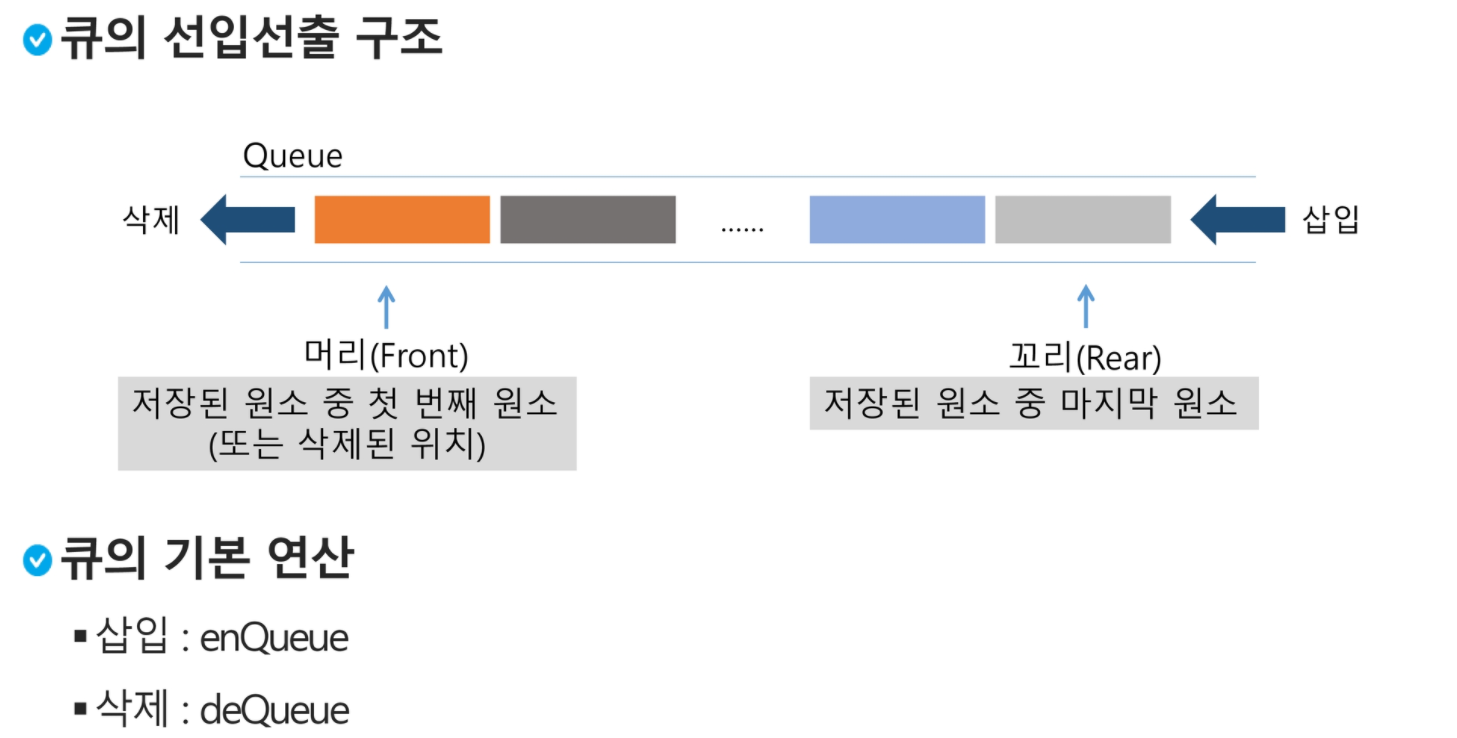 큐의 선입선출 구조
Queue
삭제
......
삽입
머리(Front)
저장된 원소 중 첫 번째 원소
(또는 삭제된 위치)
꼬리(Rear)
저장된 원소 중 마지막 원소
큐의 기본 연산
▪ 삽입 : enQueue
▪ 삭제 : deQueue